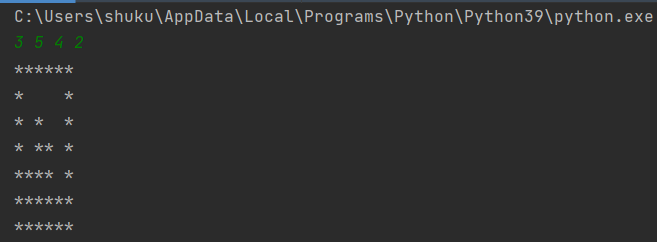 C:\Users\shuku\AppData\Local\Programs\Python\Python39\python.exe
3 5 4 2
******
*    *
* *  *
* ** *
**** *
******
******